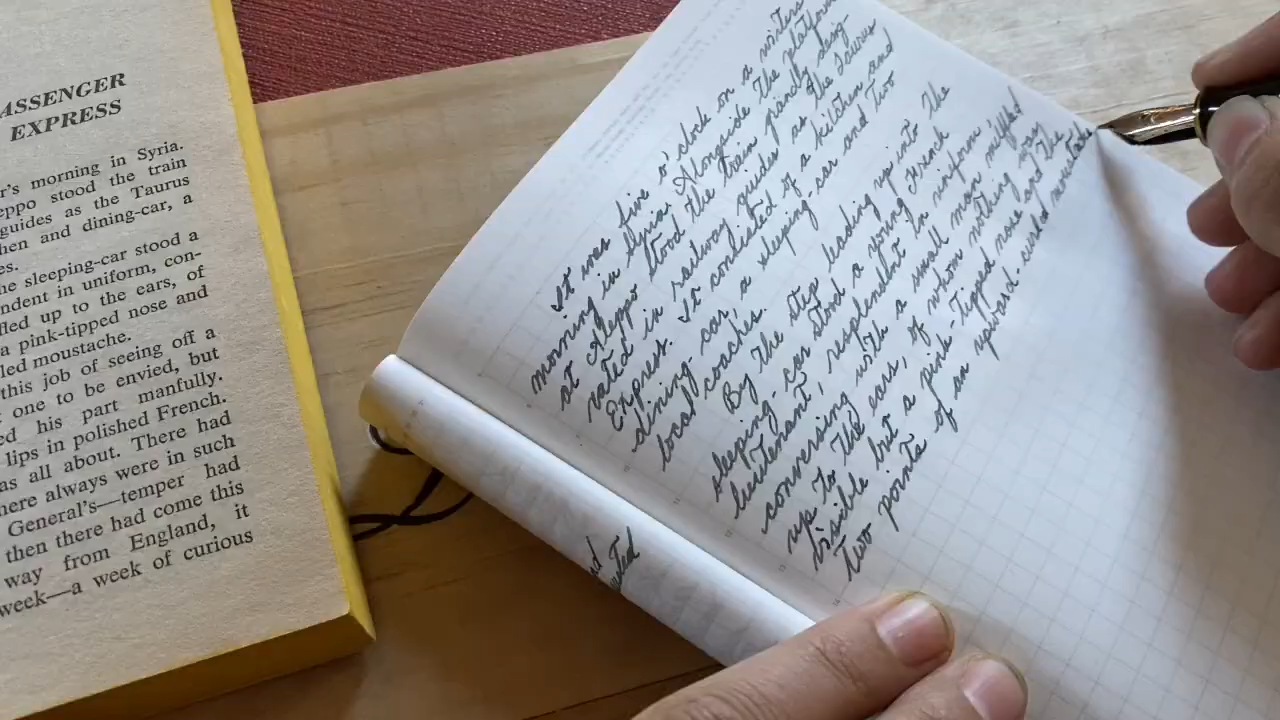 ASSENGER
EXPRESS
r's morning in Syria.
eppo stood the train
guides as the Taurus
hen and dining-car, a
es.
he sleeping-car stood a
ndent in uniform, con-
fled up to the ears, of
a pink-tipped nose and
led moustache.
this job of seeing off a
one to be envied, but
ed his part manfully.
lips in polished French.
as all about. There had
here always were in such
General's—temper had
then there had come this
way from England, it
week—a week of curious
It was five o'clock on a winters
morning in Syria. Alongside the platform
at Aleppo stood the train grandly desig-
nated in railway guides as the Taurus
Express. It consisted of a kitchen and
dining-car, a sleeping-car and two
local coaches.
By the step leading up into the
sleeping-car stood a young French
lieutenant, resplendent in uniform
conversing with a small man muffled
up to the ears, of whom nothing was
visible but a pink-tipped nose and the
two points of an upward-curled moustache
nd